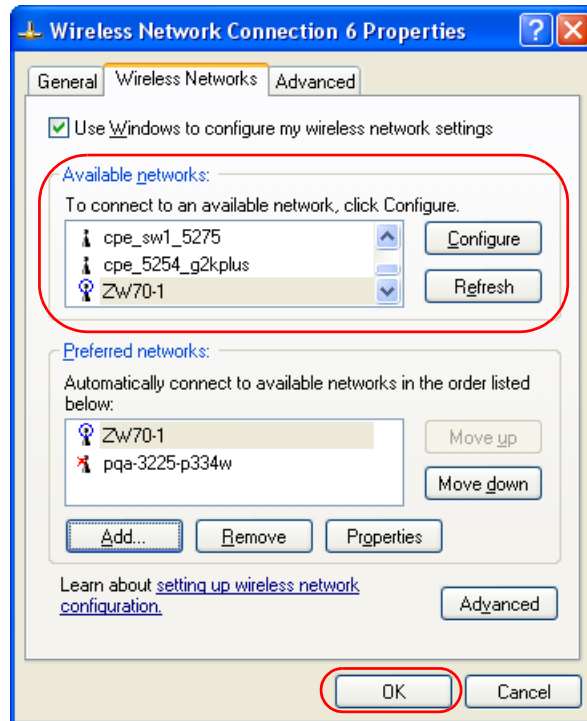 Wireless Network Connection 6 Properties
General Wireless Networks Advanced
Use Windows to configure my wireless network settings
Available networks:
To connect to an available network, click Configure.
cpe_sw1_5275
Configure
cpe_5254_g2kplus
ZW70-1
Refresh
Preferred networks:
Automatically connect to available networks in the order listed
below:
ZW70-1
Move up
pqa-3225-p334w
Move down
Add... Remove Properties
Learn about setting up wireless network
configuration.
Advanced
OK Cancel